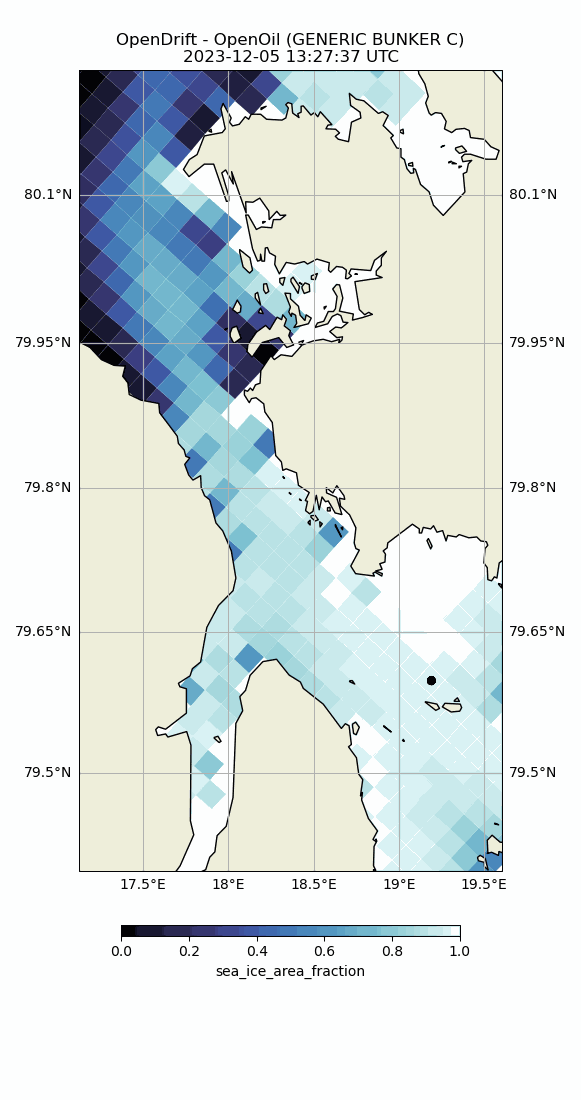 OpenDrift - OpenOil (GENERIC BUNKER C)
2023-12-05 13:27:37 UTC
80.1°N 80.1°N
79.95°N 79.95°N
79.8°N 79.8°N
79.65°N 79.65°N
79.5°N 79.5°N
17.5°E 18°E 18.5°E 19°E 19.5°E
0.0 0.2 0.4 0.6 0.8 1.0
sea_ice_area_fraction